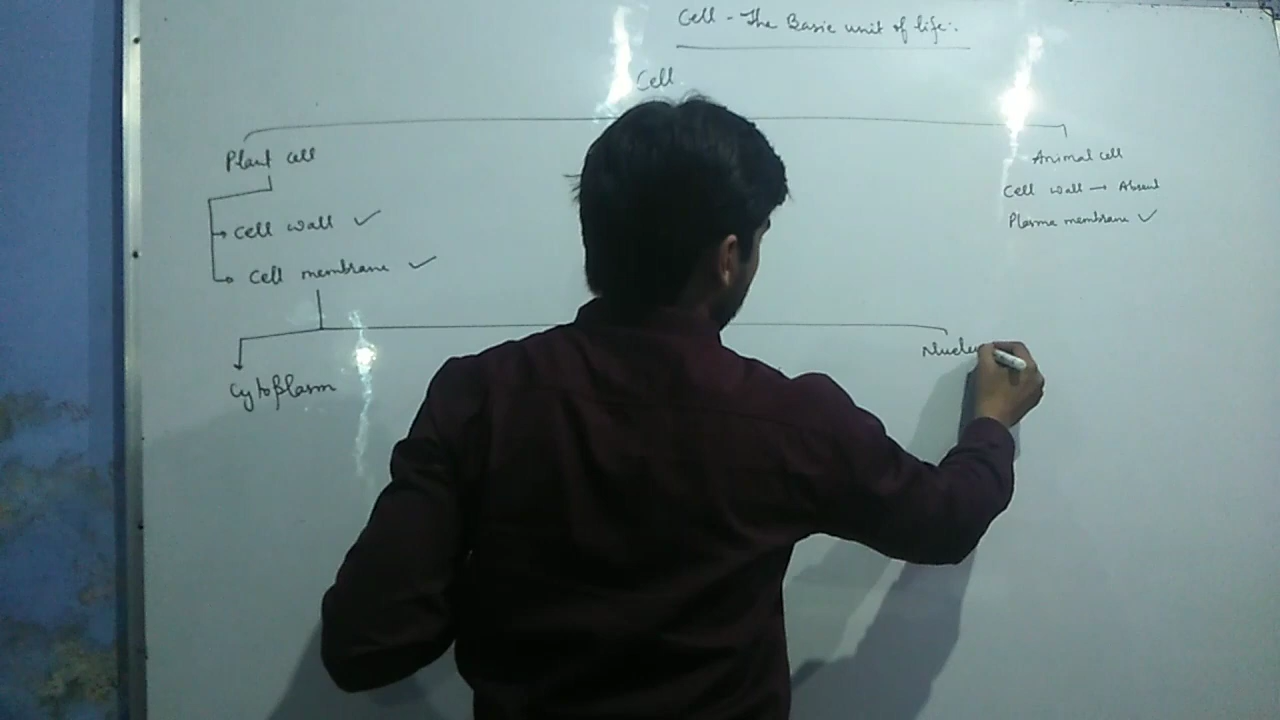 Cell - The Basic unit of life:
Cell
Plant cell
Cell wall ✓
Cell membrane ✓
Cytoplasm
Animal cell
Cell wall → Absent
Plasma membrane ✓
Nucleu